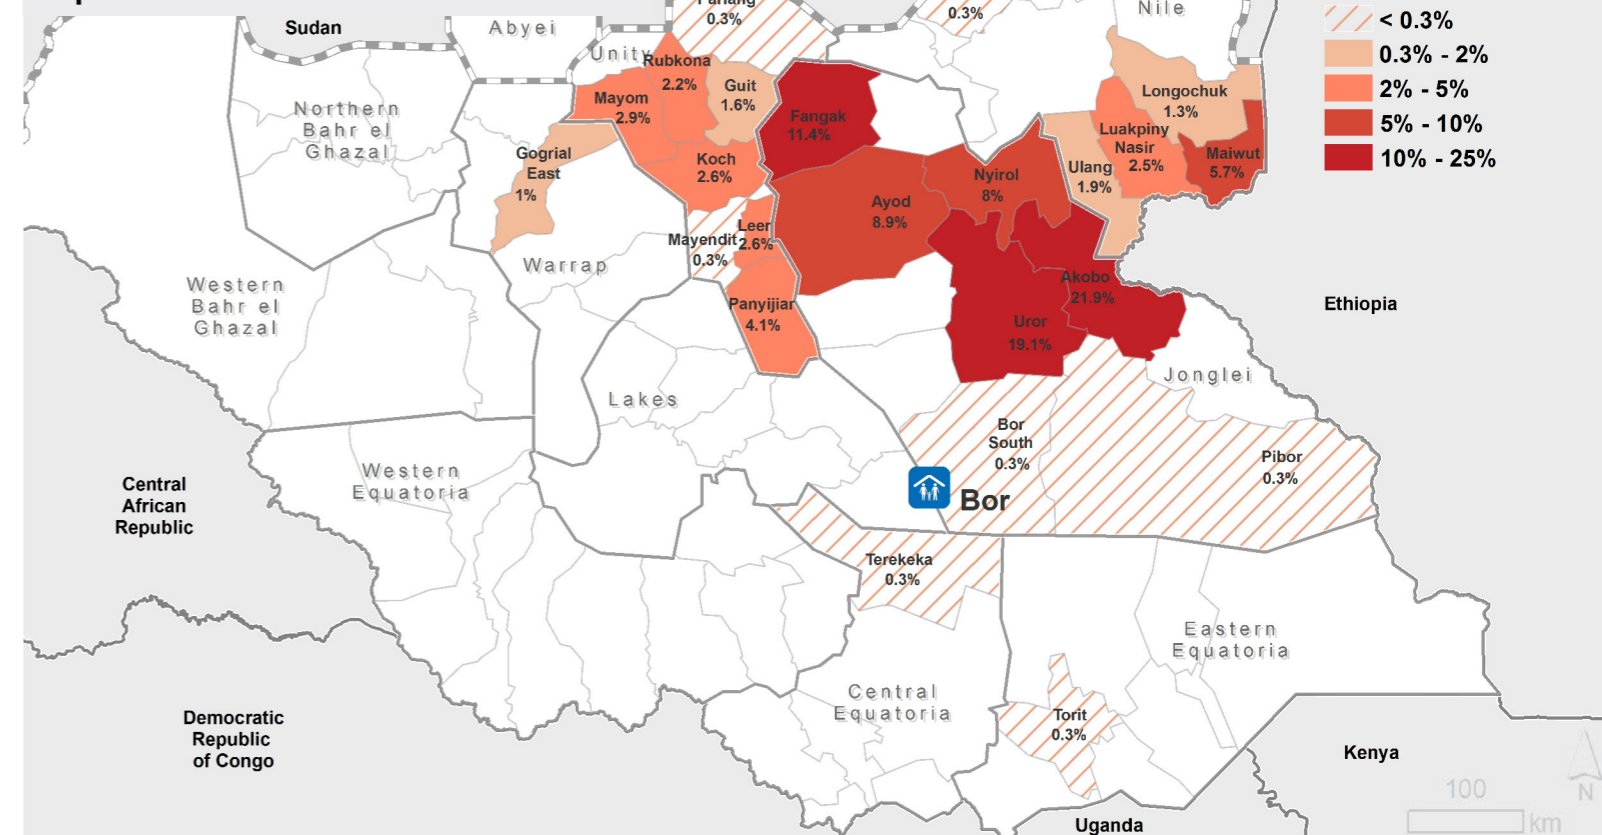 Pariang
0.3%
0.3%
Nile
< 0.3%
0.3% - 2%
2% - 5%
5% - 10%
10% - 25%
Sudan
Abyei
Unity
Rubkona
2.2%
Guit
1.6%
Mayom
2.9%
Fangak
11.4%
Longochuk
1.3%
Luakpiny
Nasir
2.5%
Maiwut
5.7%
Ulang
1.9%
Northern
Bahr el
Ghazal
Gogrial
East
1%
Koch
2.6%
Nyirol
8%
Ayod
8.9%
Leer
2.6%
Mayendit
0.3%
Warrap
Western
Bahr el
Ghazal
Panyijiar
4.1%
Akobo
21.9%
Uror
19.1%
Ethiopia
Jonglei
Lakes
Bor
South
0.3%
Pibor
0.3%
Western
Equatoria
Central
African
Republic
Bor
Terekeka
0.3%
Eastern
Equatoria
Central
Equatoria
Torit
0.3%
Democratic
Republic
of Congo
Kenya
Uganda
100
km
N